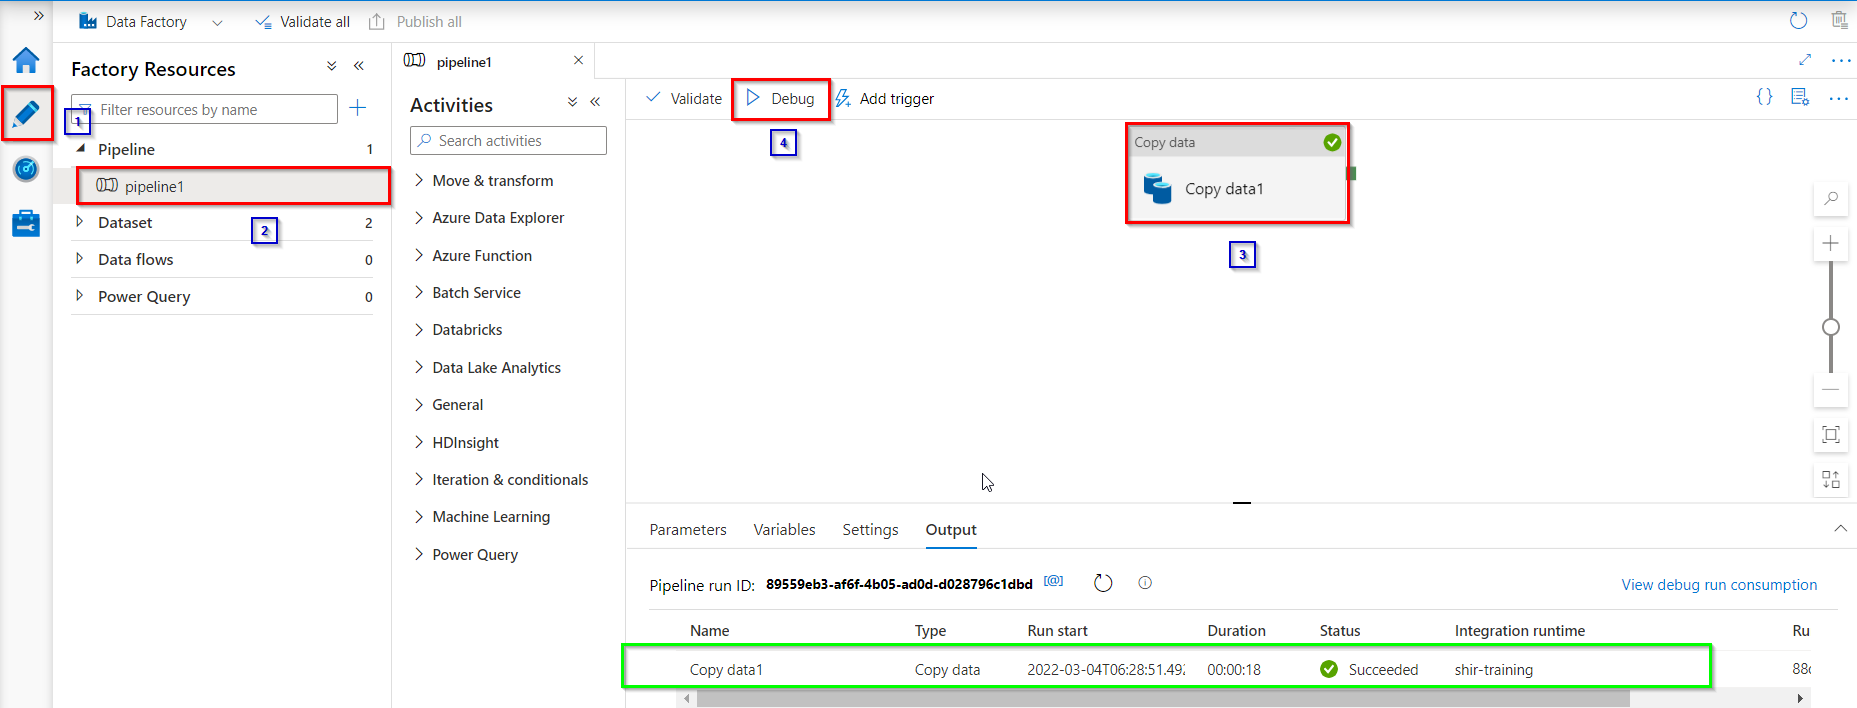 Data Factory
Validate all
Publish all
Factory Resources
Filter resources by name
1
Pipeline 1
pipeline1
Dataset 2
2
Data flows 0
Power Query 0
pipeline1
Activities
Search activities
Move & transform
Azure Data Explorer
Azure Function
Batch Service
Databricks
Data Lake Analytics
General
HDInsight
Iteration & conditionals
Machine Learning
Power Query
Validate
Debug
Add trigger
{}
4
Copy data
Copy data1
3
Parameters Variables Settings Output
Pipeline run ID: 89559eb3-af6f-4b05-ad0d-d028796c1dbd [@]
View debug run consumption
Name Type Run start Duration Status Integration runtime Ru
Copy data1 Copy data 2022-03-04T06:28:51.49 00:00:18 Succeeded shir-training 88